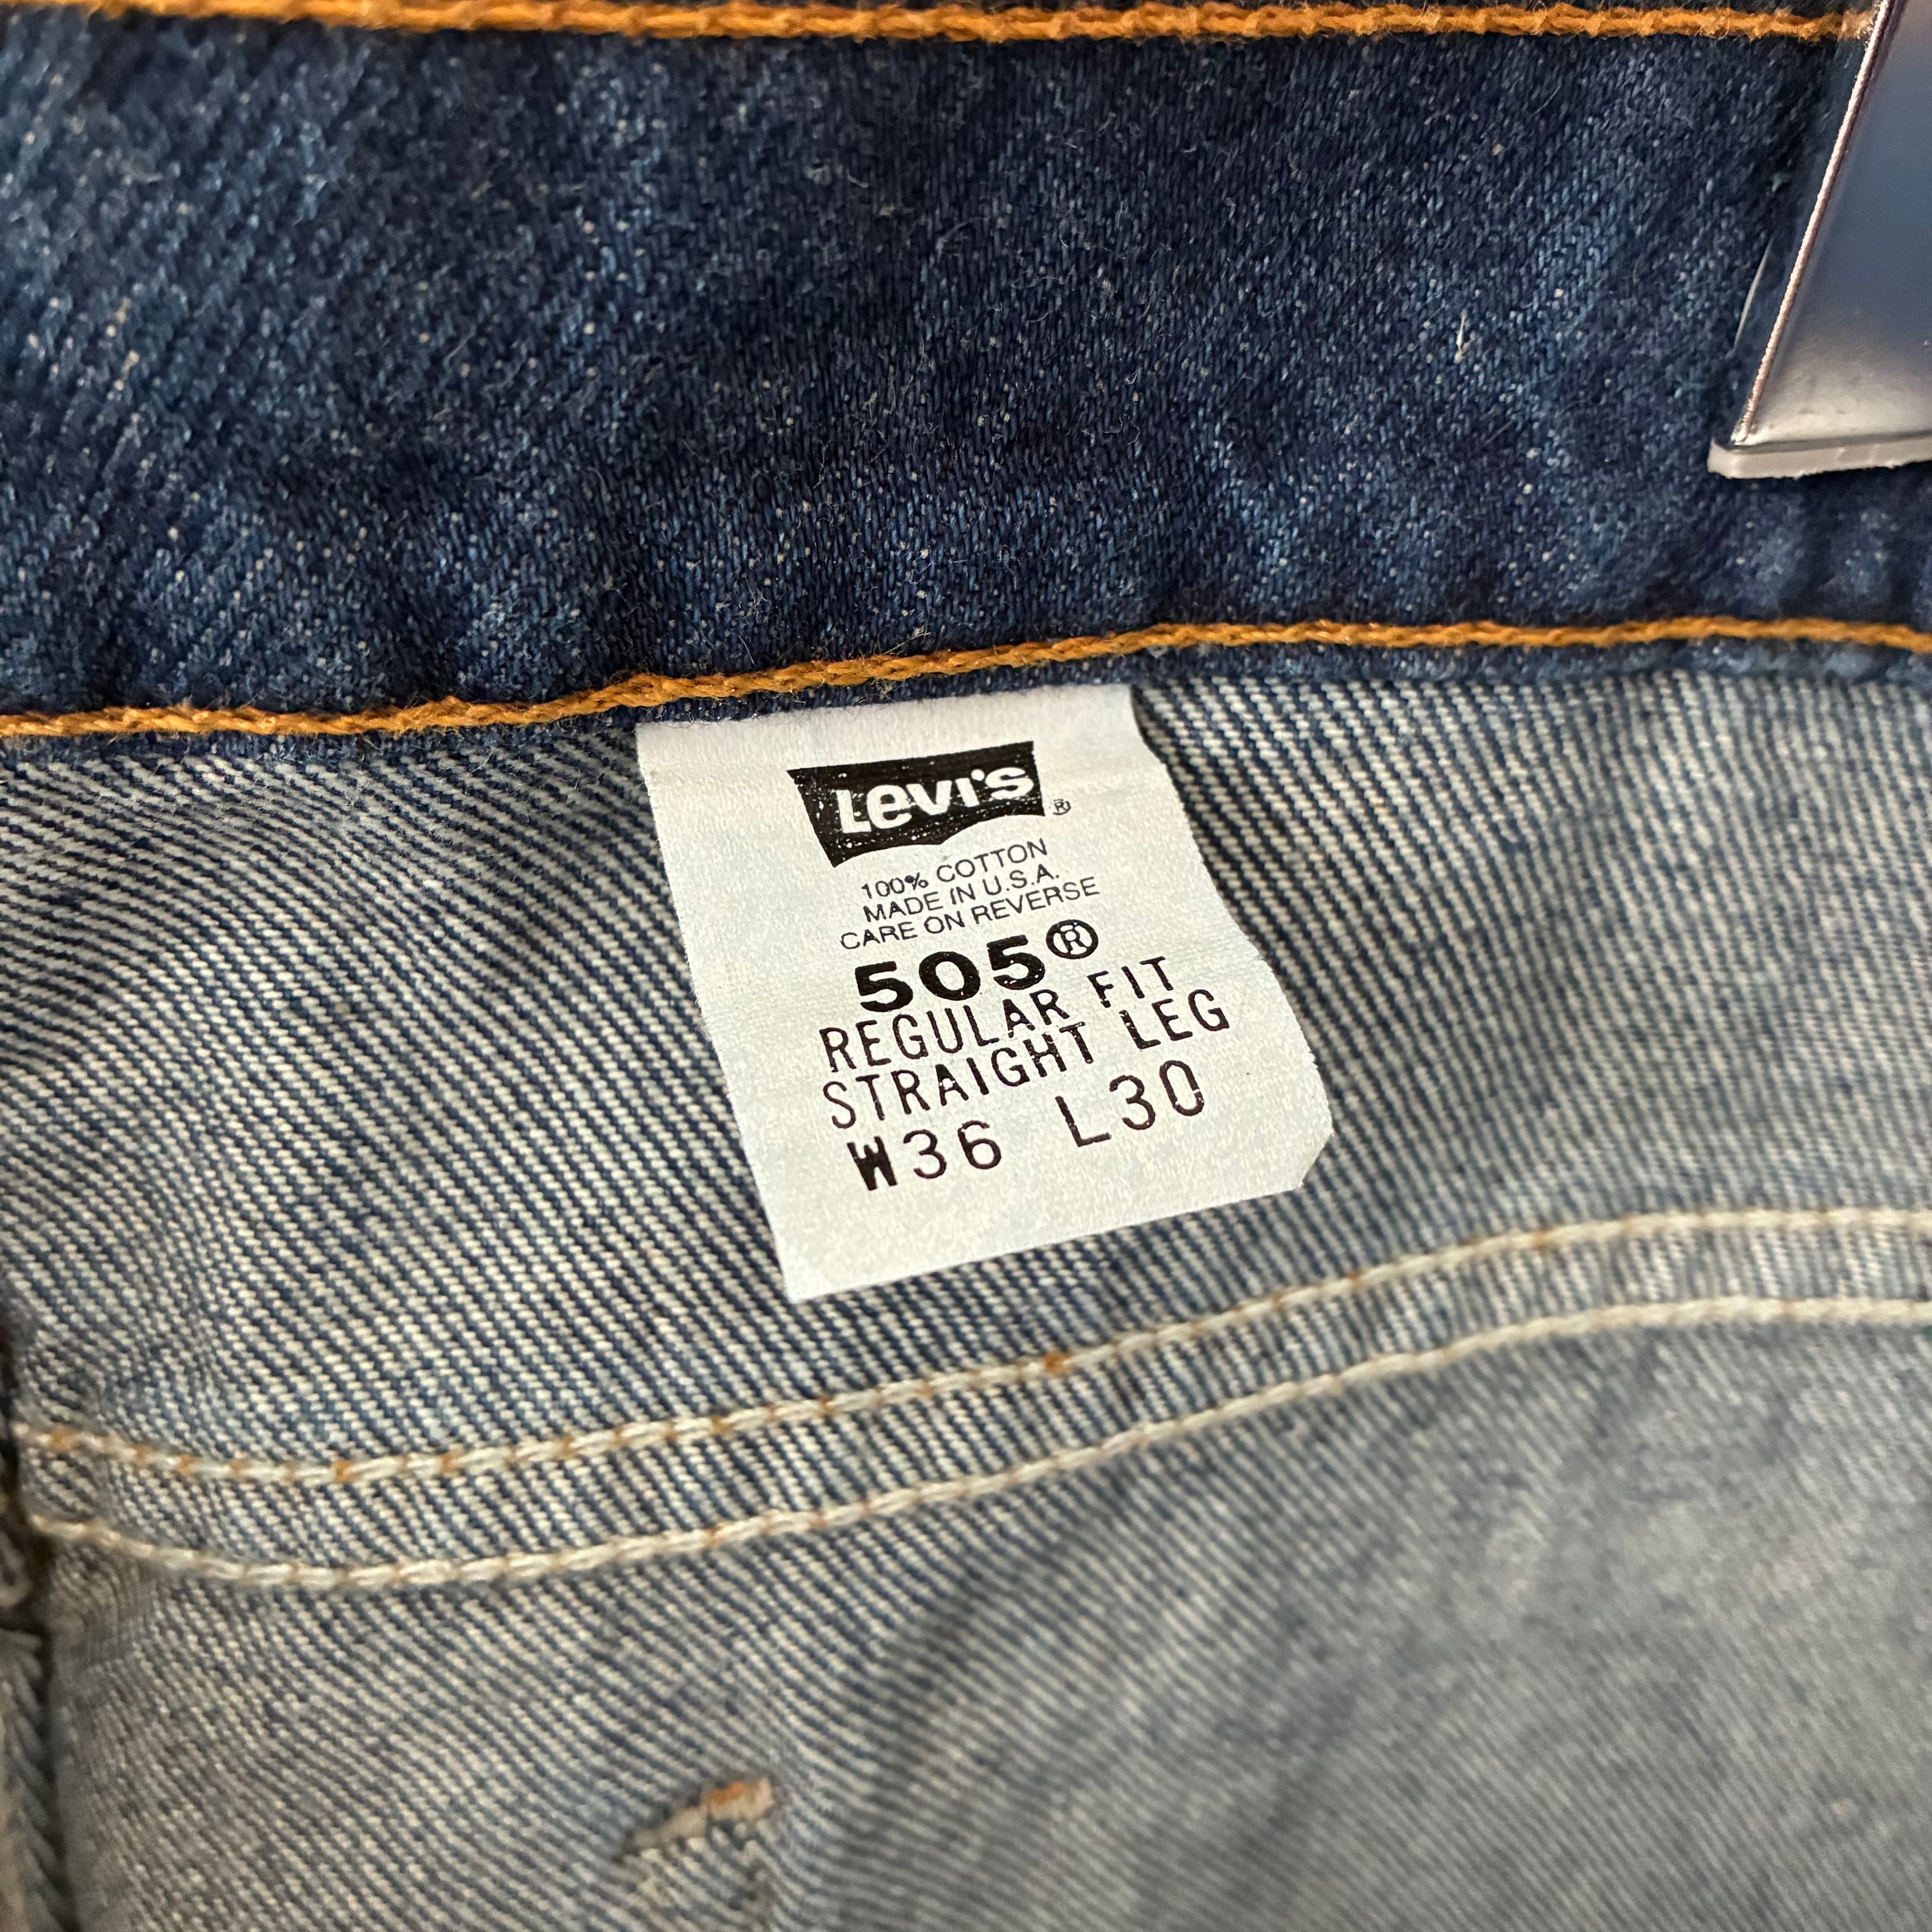 Levi's®
100% COTTON
MADE IN U.S.A.
CARE ON REVERSE
505®
REGULAR FIT
STRAIGHT LEG
W36 L30